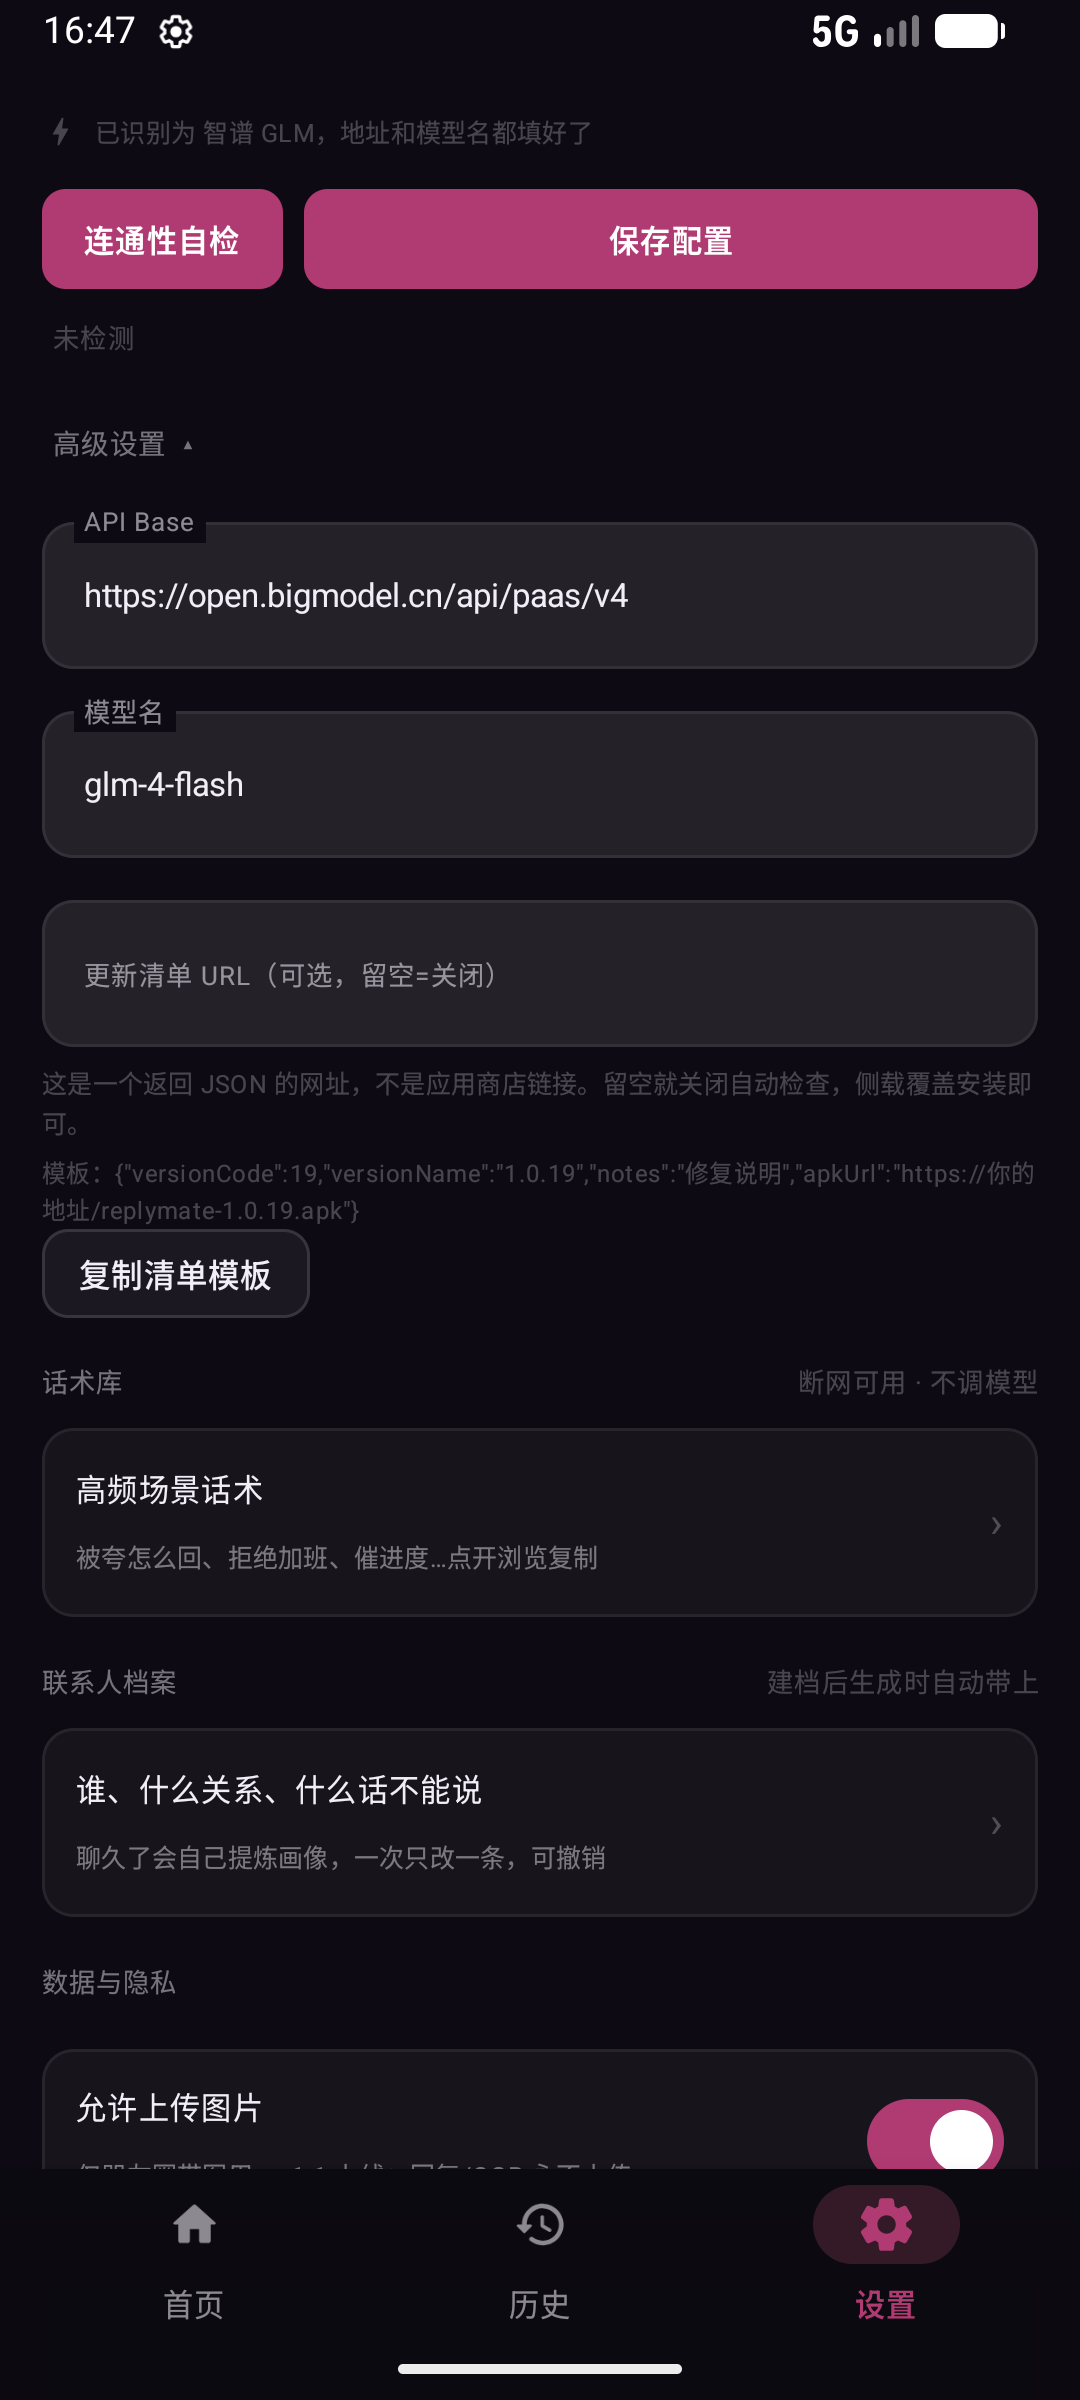 16:47
5G
已识别为 智谱 GLM，地址和模型名都填好了
连通性自检
保存配置
未检测
高级设置 ▴
API Base
https://open.bigmodel.cn/api/paas/v4
模型名
glm-4-flash
更新清单 URL（可选，留空=关闭）
这是一个返回 JSON 的网址，不是应用商店链接。留空就关闭自动检查，侧载覆盖安装即
可。
模板：{"versionCode":19,"versionName":"1.0.19","notes":"修复说明","apkUrl":"https://你的
地址/replymate-1.0.19.apk"}
复制清单模板
话术库
断网可用 · 不调模型
高频场景话术
被夸怎么回、拒绝加班、催进度…点开浏览复制
›
联系人档案
建档后生成时自动带上
谁、什么关系、什么话不能说
聊久了会自己提炼画像，一次只改一条，可撤销
›
数据与隐私
允许上传图片
首页
历史
设置